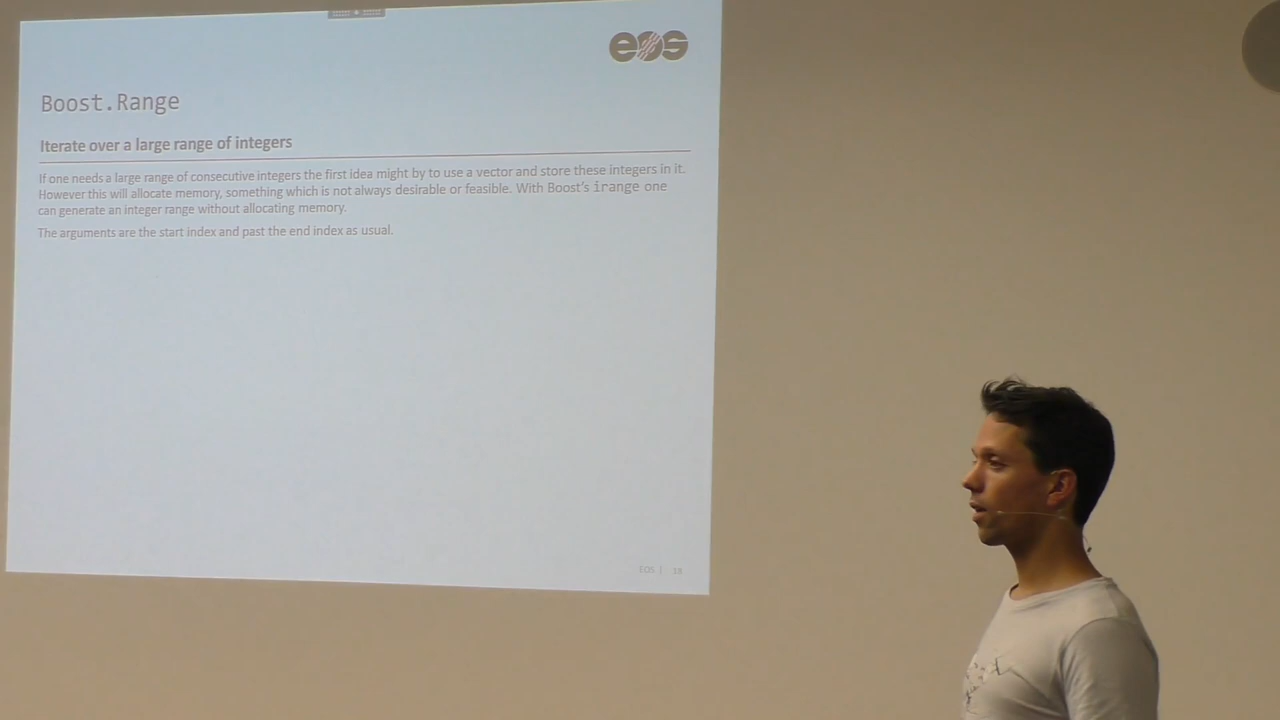 eos
Boost.Range
Iterate over a large range of integers
If one needs a large range of consecutive integers the first idea might by to use a vector and store these integers in it.
However this will allocate memory, something which is not always desirable or feasible. With Boost's irange one
can generate an integer range without allocating memory.
The arguments are the start index and past the end index as usual.
EOS | 18